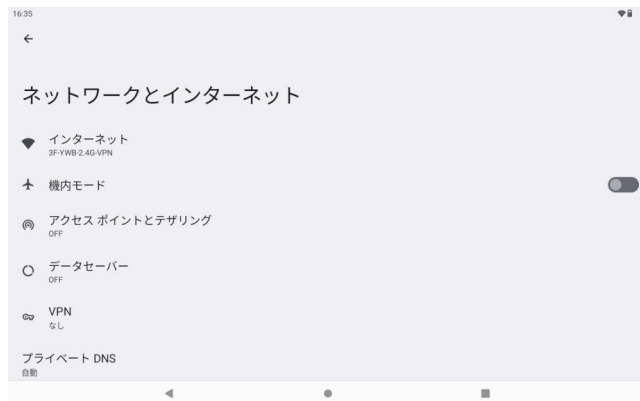 16:35
ネットワークとインターネット
インターネット
3F-YWB-2.4G-VPN
機内モード
アクセス ポイントとテザリング
OFF
データセーバー
OFF
VPN
なし
プライベート DNS
自動